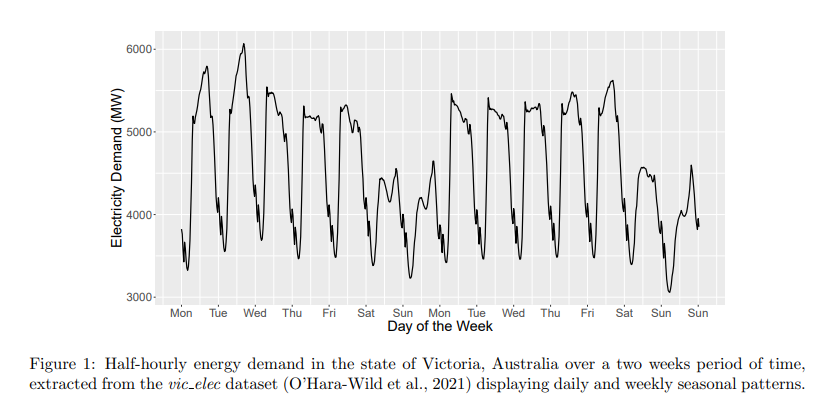 6000
5000
4000
3000
Electricity Demand (MW)
Mon Tue Wed Thu Fri Sat Sun Mon Tue Wed Thu Fri Sat Sun Sun
Day of the Week
Figure 1: Half-hourly energy demand in the state of Victoria, Australia over a two weeks period of time,
extracted from the vic_elec dataset (O'Hara-Wild et al., 2021) displaying daily and weekly seasonal patterns.